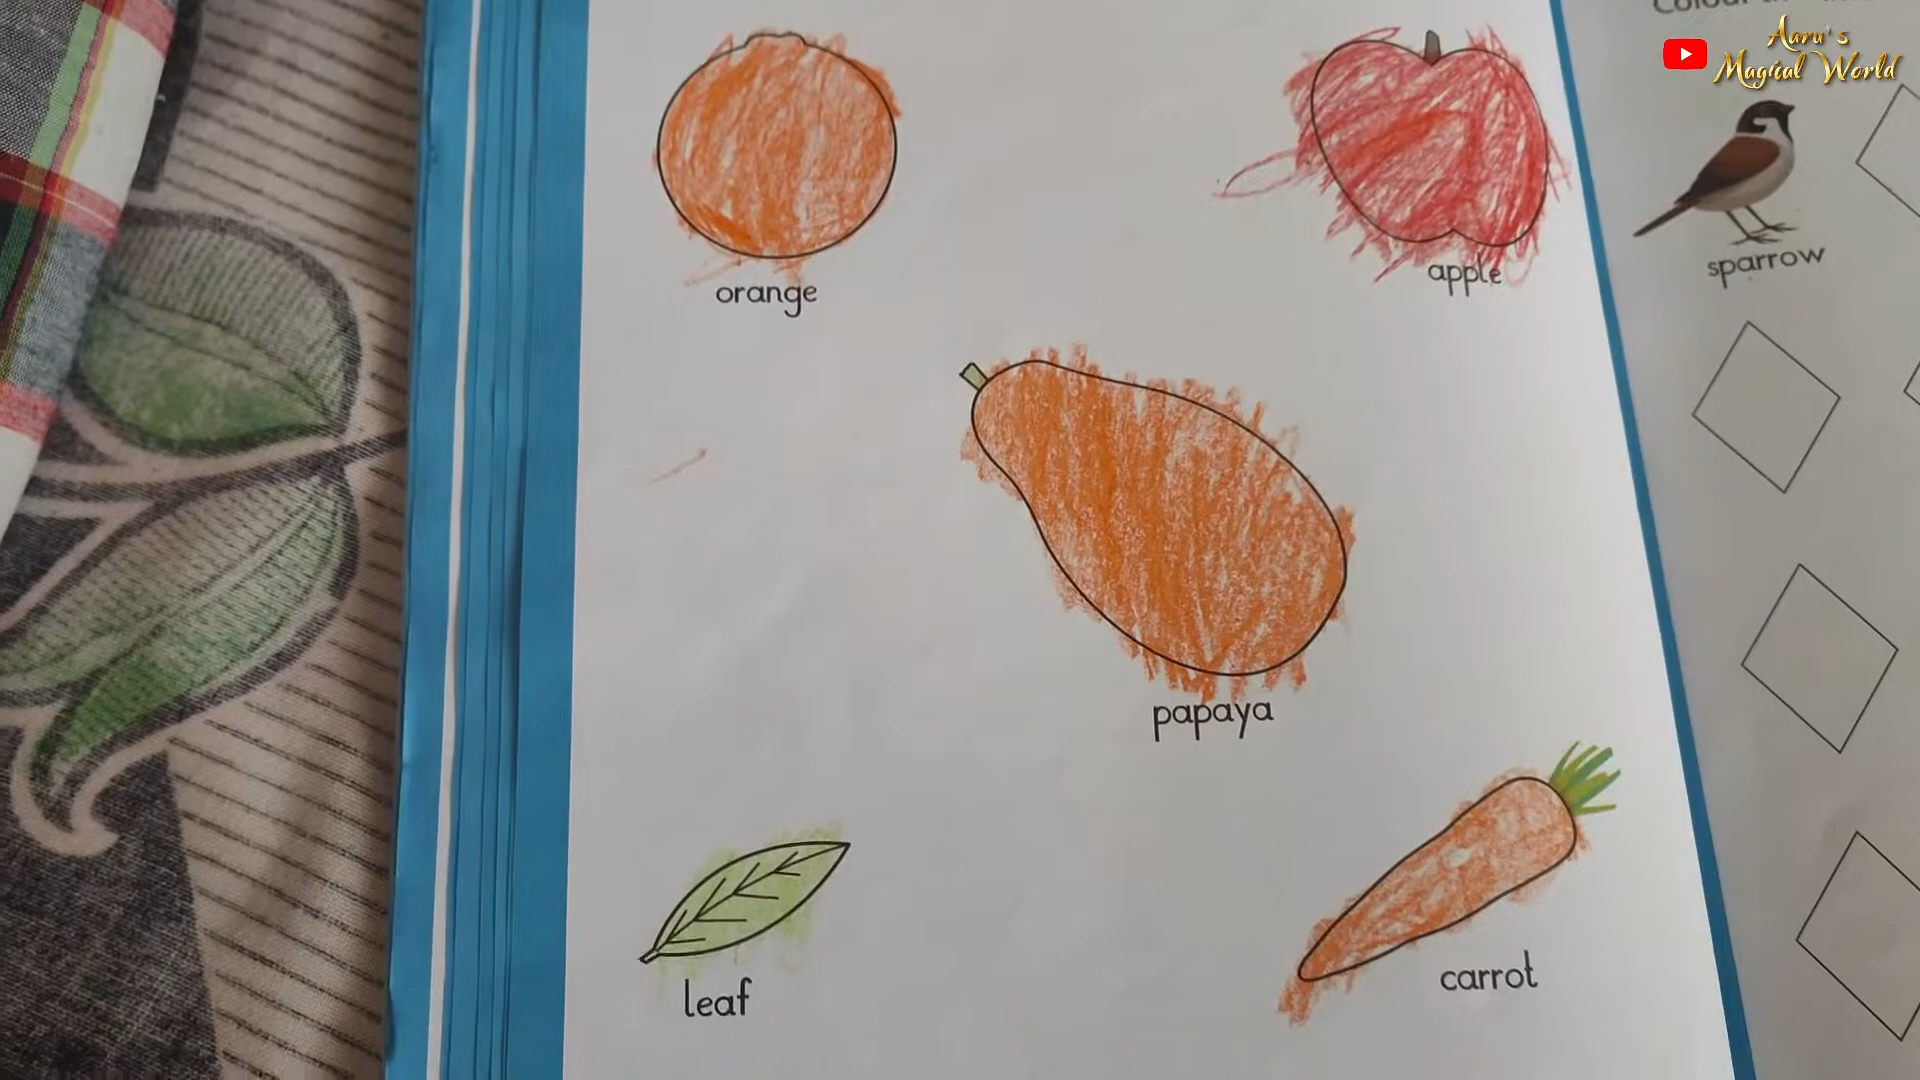 Aaru's
Magical World
orange
apple
sparrow
papaya
leaf
carrot